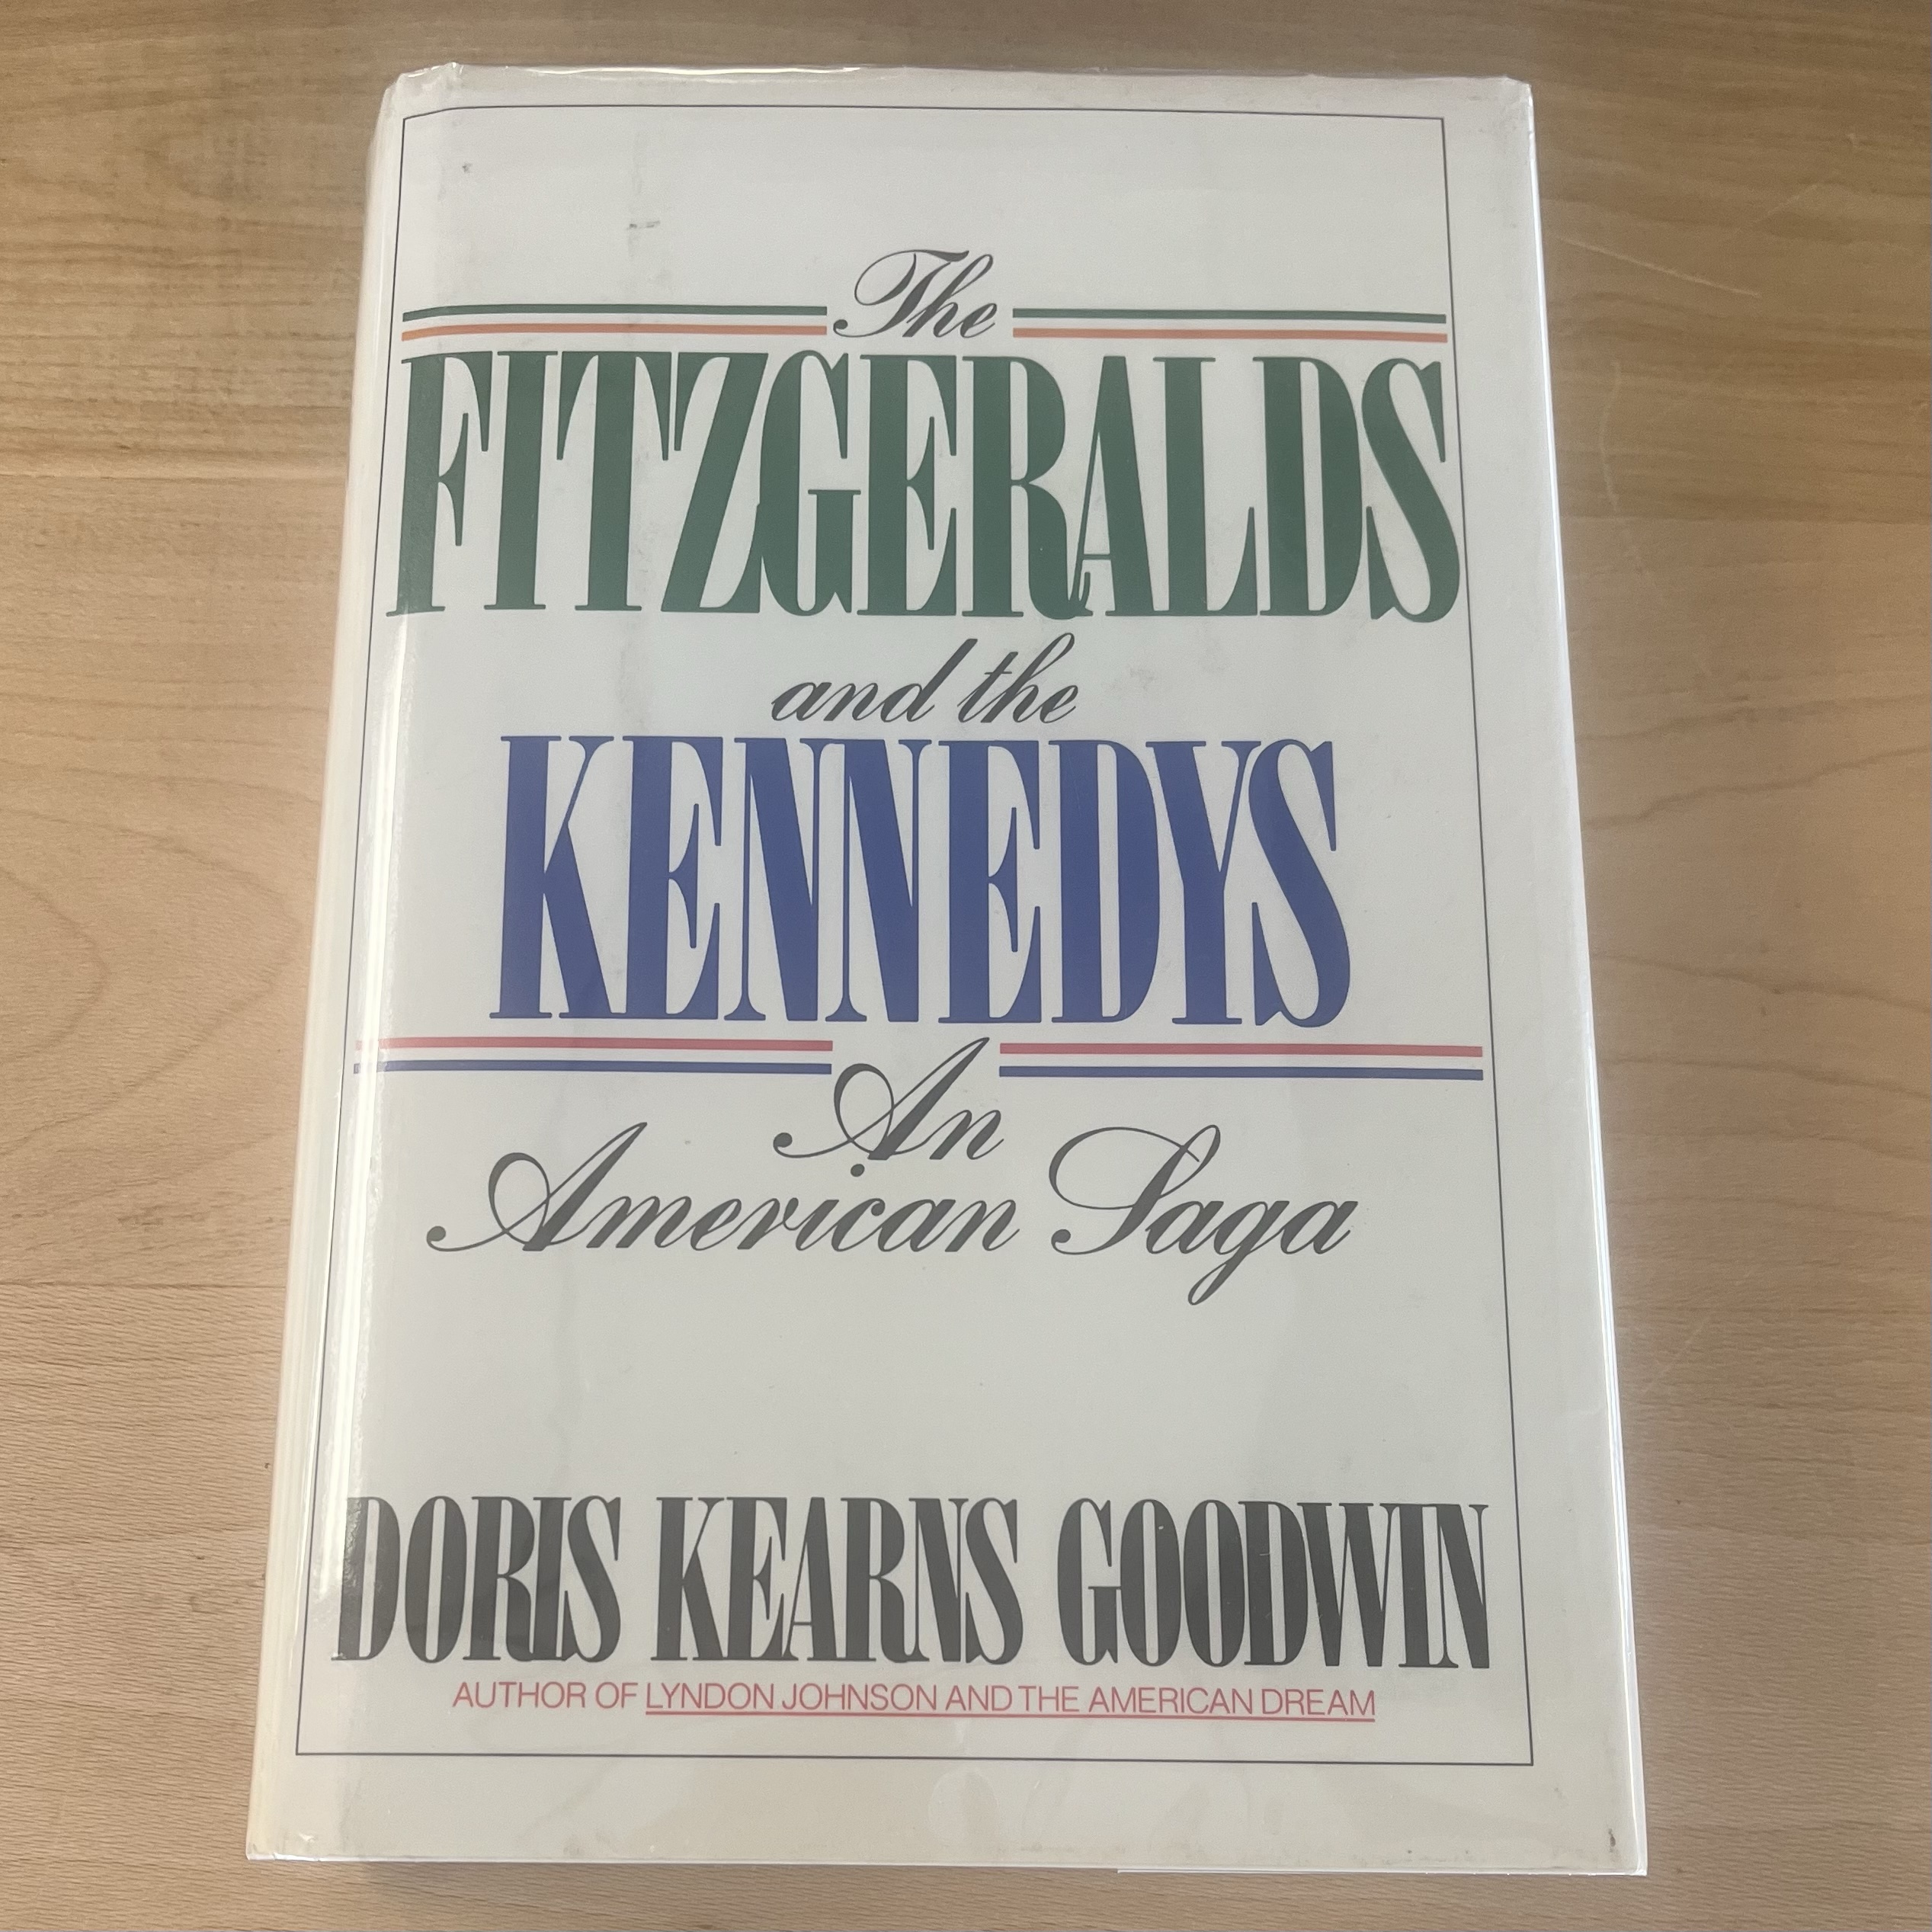 The
FITZGERALDS
and the
KENNEDYS
An
American Saga
DORIS KEARNS GOODWIN
AUTHOR OF LYNDON JOHNSON AND THE AMERICAN DREAM